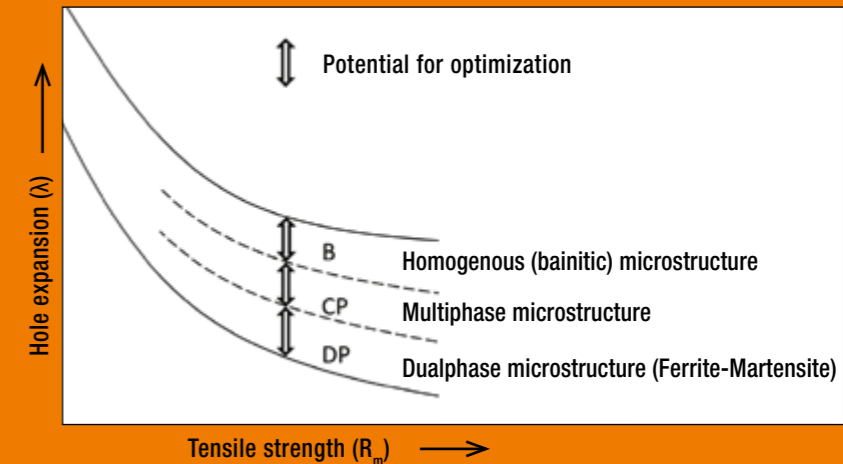 Potential for optimization
Hole expansion (λ)
B
Homogenous (bainitic) microstructure
CP
Multiphase microstructure
DP
Dualphase microstructure (Ferrite-Martensite)
Tensile strength (Rm)